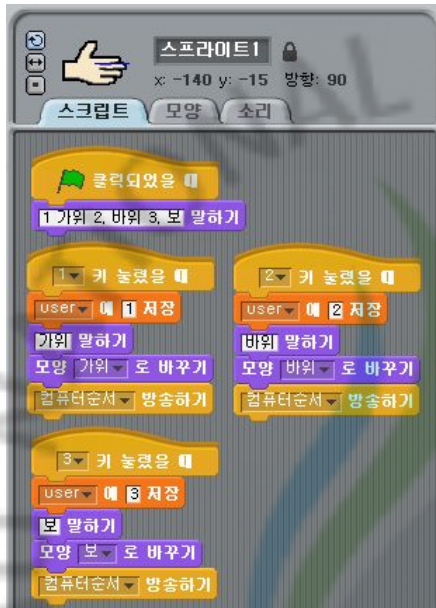 스프라이트1
x: -140 y: -15 방향: 90
스크립트 모양 소리
클릭되었을 때
1 가위 2, 바위 3, 보 말하기
1 키 눌렸을 때
user 에 1 저장
가위 말하기
모양 가위 로 바꾸기
컴퓨터순서 방송하기
2 키 눌렸을 때
user 에 2 저장
바위 말하기
모양 바위 로 바꾸기
컴퓨터순서 방송하기
3 키 눌렸을 때
user 에 3 저장
보 말하기
모양 보 로 바꾸기
컴퓨터순서 방송하기